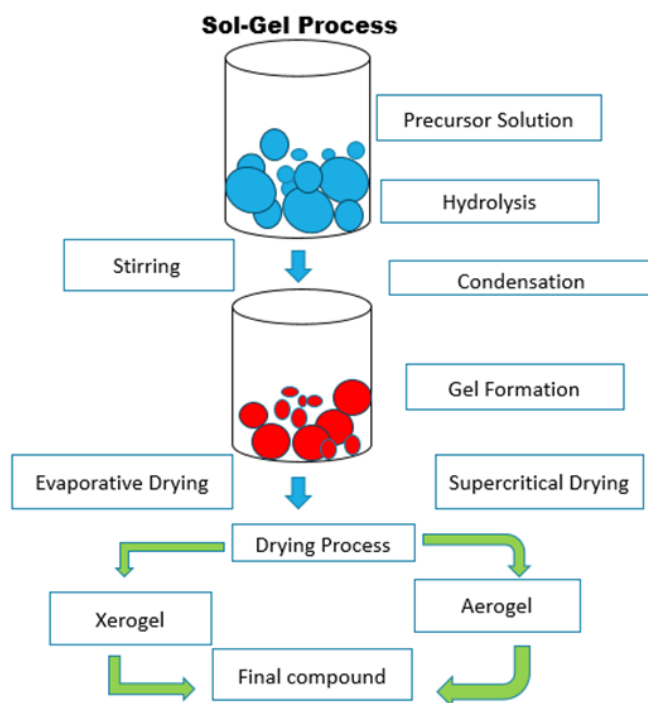 Sol-Gel Process
Precursor Solution
Hydrolysis
Stirring
Condensation
Gel Formation
Evaporative Drying
Supercritical Drying
Drying Process
Xerogel
Aerogel
Final compound